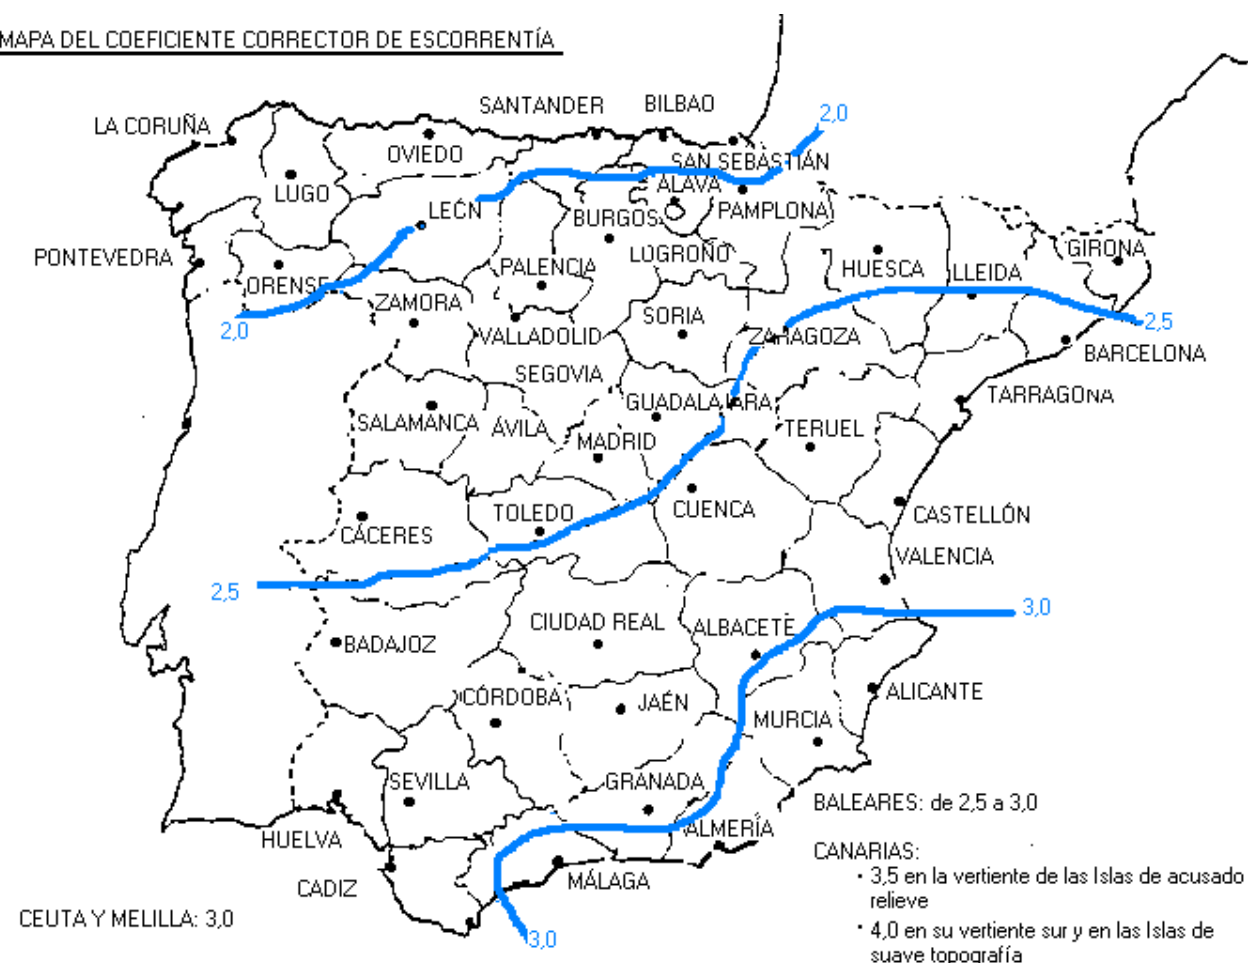 MAPA DEL COEFICIENTE CORRECTOR DE ESCORRENTÍA
SANTANDER
BILBAO
2,0
LA CORUÑA
OVIEDO
SAN SEBASTIÁN
LUGO
LEÓN
ALAVA
BURGOS
PAMPLONA
PONTEVEDRA
ORENSE
PALENCIA
LOGROÑO
HUESCA
LLEIDA
GIRONA
ZAMORA
SORIA
2,0
VALLADOLID
ZARAGOZA
2,5
BARCELONA
SEGOVIA
GUADALAJARA
TARRAGONA
SALAMANCA
ÁVILA
MADRID
TERUEL
TOLEDO
CUENCA
CASTELLÓN
CÁCERES
VALENCIA
2,5
3,0
CIUDAD REAL
ALBACETE
BADAJOZ
CÓRDOBA
JAÉN
ALICANTE
MURCIA
SEVILLA
GRANADA
BALEARES: de 2,5 a 3,0
HUELVA
ALMERÍA
CANARIAS:
CADIZ
MÁLAGA
· 3,5 en la vertiente de las Islas de acusado
relieve
CEUTA Y MELILLA: 3,0
3,0
· 4,0 en su vertiente sur y en las Islas de
suave topografía